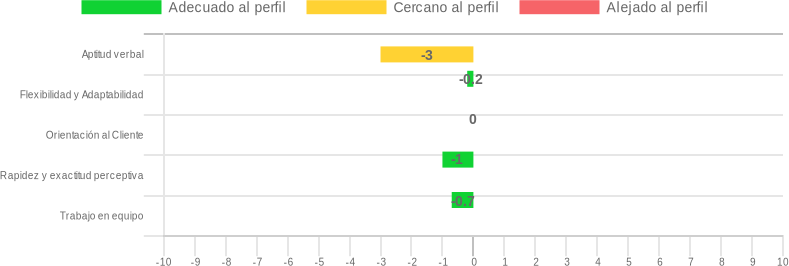 Adecuado al perfil Cercano al perfil Alejado al perfil
Aptitud verbal -3
-0.2
Flexibilidad y Adaptabilidad
0
Orientación al Cliente
-1
Rapidez y exactitud perceptiva
-0.7
Trabajo en equipo
-10 -9 -8 -7 -6 -5 -4 -3 -2 -1 0 1 2 3 4 5 6 7 8 9 10